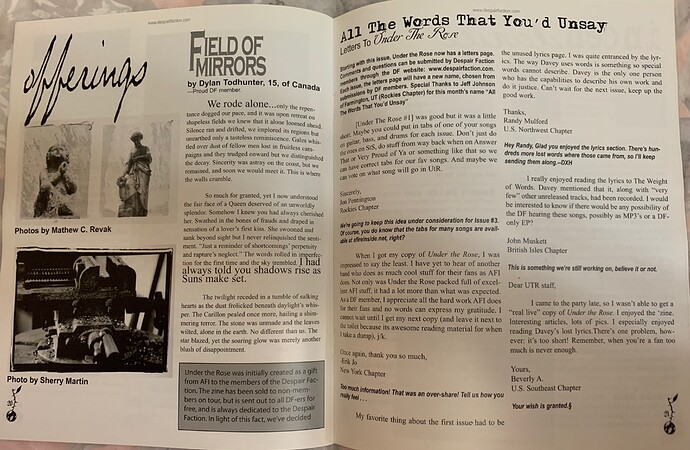 www.despairfaction.com
offerings
Photos by Mathew C. Revak
Photo by Sherry Martin
FIELD OF
MIRRORS
by Dylan Todhunter, 15, of Canada
—Proud DF member.
We rode alone...only the repen-
tance dogged our pace, and it was upon retreat on
shapeless fields we knew that it alone loomed ahead.
Silence ran and drifted, we implored its regions but
unearthed only a tasteless reminiscence. Gales whis-
tled over dust of fellow men lost in fruitless cam-
paigns and they trudged onward but we distinguished
the decay. Sincerity was astray on the coast, but we
remained, and soon we would meet it. This is where
the walls crumble.
So much for granted, yet I now understood
the fair face of a Queen deserved of an unworldly
splendor. Somehow I knew you had always cherished
her. Swathed in the bonds of frauds and draped in
sensation of a lover's first kiss. She swooned and
sank beyond sight but I never relinquished the senti-
ment. "Just a reminder of shortcomings' perpetuity
and rapture's neglect." The words rolled in imperfec-
tion for the first time and the sky trembled. I had
always told you shadows rise as
Suns make set.
The twilight receded in a tumble of salking
hearts as the dust frolicked beneath daylight's whis-
per. The Carillon pealed once more, hailing a shim-
mering terror. The stone was unmade and the leaves
wilted, alone in the earth. No different than us. The
star blazed, yet the soaring glow was merely another
blush of disappointment.
Under the Rose was initially created as a gift
from AFI to the members of the Despair Fac-
tion. The zine has been sold to non-mem-
bers on tour, but is sent out to all DF-ers for
free, and is always dedicated to the Despair
Faction. In light of this fact, we've decided
www.despairfaction.com
All The Words That You'd Unsay
Letters To Under The Rose
Starting with this issue, Under the Rose now has a letters page.
Comments and questions can be submitted by Despair Faction
members through the DF website: www.despairfaction.com.
Each issue, the letters page will have a new name, chosen from
submissions by DF members. Special Thanks to Jeff Johnson
of Farmington, UT (Rockies Chapter) for this month's name "All
The Words That You'd Unsay"
[Under The Rose #1] was good but it was a little
short. Maybe you could put in tabs of one of your songs
on guitar, bass, and drums for each issue. Don't just do
the ones on StS, do stuff from way back when on Answer
That or Very Proud of Ya or something like that so we
can have correct tabs for our fav songs. And maybe we
can vote on what song will go in UtR.
Sincerely,
Jon Pennington
Rockies Chapter
We're going to keep this idea under consideration for Issue #3.
Of course, you do know that the tabs for many songs are avail-
able at afireinside.net, right?
When I got my copy of Under the Rose, I was
impressed to say the least. I have yet to hear of another
band who does as much cool stuff for their fans as AFI
does. Not only was Under the Rose packed full of excel-
lent AFI stuff, it had a lot more than what was expected.
As a DF member, I appreciate all the hard work AFI does
for their fans and no words can express my gratitude. I
cannot wait until I get my next copy (and leave it next to
the toilet because its awesome reading material for when
I take a dump), j/k.
Once again, thank you so much,
-Erik Jo
New York Chapter
Too much information! That was an over-share! Tell us how you
really feel . . .
My favorite thing about the first issue had to be
the unused lyrics page. I was quite entranced by the lyr-
ics. The way Davey uses words is something so special
words cannot describe. Davey is the only one person
who has the capabilities to describe his own work and
does it to perfection. Can't wait for the next issue, keep up the
good work.
Thanks,
Randy Mulford
U.S. Northwest Chapter
Hey Randy, Glad you enjoyed the lyrics section. There's hun-
dreds more lost words where those came from, so I'll keep
sending them along –DXH
I really enjoyed reading the lyrics to The Weight
of Words. Davey mentioned that it, along with "very
few" other unreleased tracks, had been recorded. I would
be interested to know if there would be any possibility of
the DF hearing these songs, possibly as MP3's or a DF-
only EP?
John Muskett
British Isles Chapter
This is something we're still working on, believe it or not.
Dear UTR staff,
I came to the party late, so I wasn't able to get a
"real live" copy of Under the Rose. I enjoyed the 'zine.
Interesting articles, lots of pics. I especially enjoyed
reading Davey's lost lyrics.There's one problem, how-
ever; it's too short! Remember, when you're a fan too
much is never enough.
Yours,
Beverly A.
U.S. Southeast Chapter
Your wish is granted.§